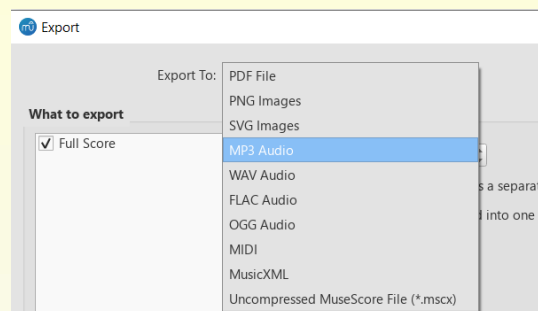 Export
Export To:
PDF File
PNG Images
SVG Images
MP3 Audio
WAV Audio
FLAC Audio
OGG Audio
MIDI
MusicXML
Uncompressed MuseScore File (*.mscx)
What to export
Full Score
s a separat
into one